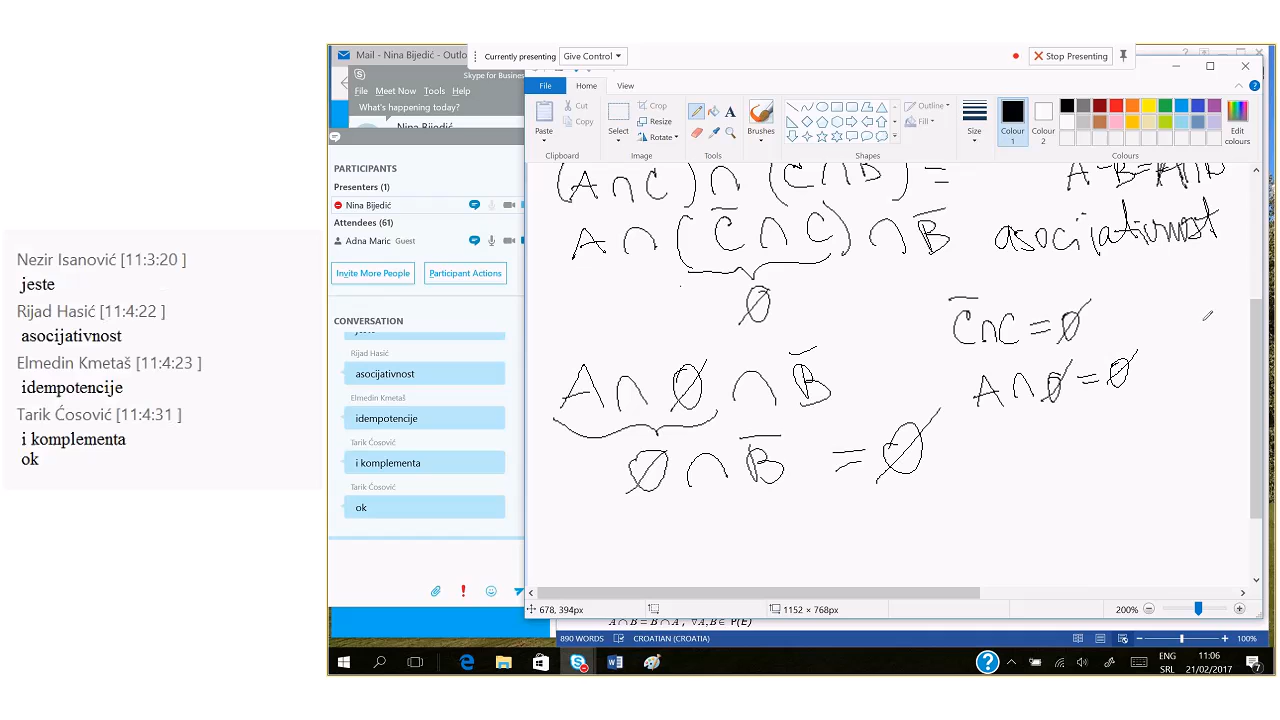 Nezir Isanović [11:3:20 ]
jeste
Rijad Hasić [11:4:22 ]
asocijativnost
Elmedin Kmetaš [11:4:23 ]
idempotencije
Tarik Ćosović [11:4:31 ]
i komplementa
ok
Mail - Nina Bijedić - Outlo
Currently presenting
Give Control
Stop Presenting
Skype for Business
File Meet Now Tools Help
What's happening today?
Nina Bijedić
PARTICIPANTS
Presenters (1)
Nina Bijedić
Attendees (61)
Adna Maric Guest
Invite More People
Participant Actions
CONVERSATION
Rijad Hasić
asocijativnost
Elmedin Kmetaš
idempotencije
Tarik Ćosović
i komplementa
Tarik Ćosović
ok
File Home View
Paste
Cut
Copy
Clipboard
Select
Crop
Resize
Rotate
Image
A
Tools
Brushes
Shapes
Outline
Fill
Size
Colour 1
Colour 2
Edit colours
Colours
(A∩C̅)∩(C∩B̅) =
A∩(C̅∩C)∩B̅ asocijativnost
∅
C̅∩C=∅
A∩∅∩B̅
A∩∅=∅
∅∩B̅ =∅
678, 394px
1152 × 768px
200%
A ∩ B = B ∩ A , ∀A,B∈ P(E)
890 WORDS CROATIAN (CROATIA)
100%
ENG
SRL
11:06
21/02/2017
7